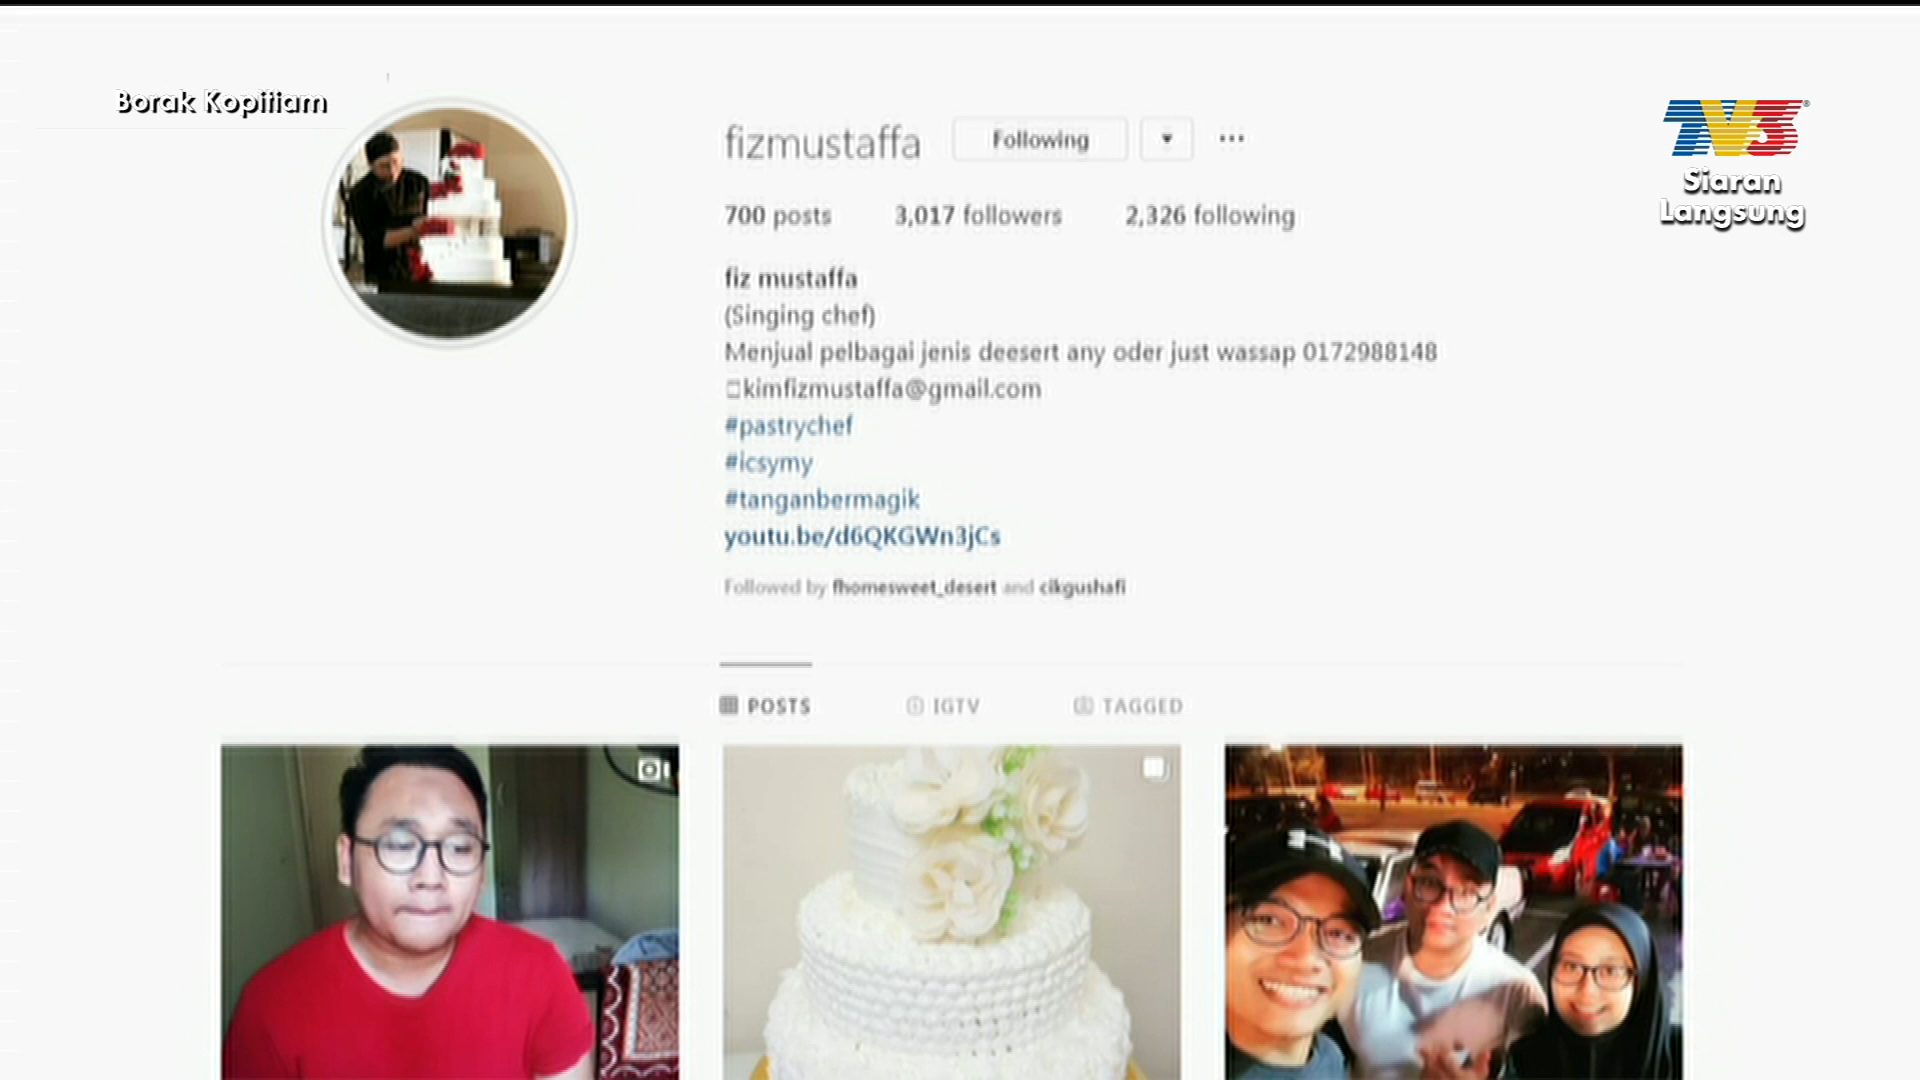 Borak Kopitiam
TV3
Siaran
Langsung
fizmustaffa
Following
700 posts
3,017 followers
2,326 following
fiz mustaffa
(Singing chef)
Menjual pelbagai jenis deesert any oder just wassap 0172988148
kimfizmustaffa@gmail.com
#pastrychef
#icsymy
#tanganbermagik
youtu.be/d6QKGWn3jCs
Followed by fhomesweet_desert and cikgushafi
POSTS
IGTV
TAGGED